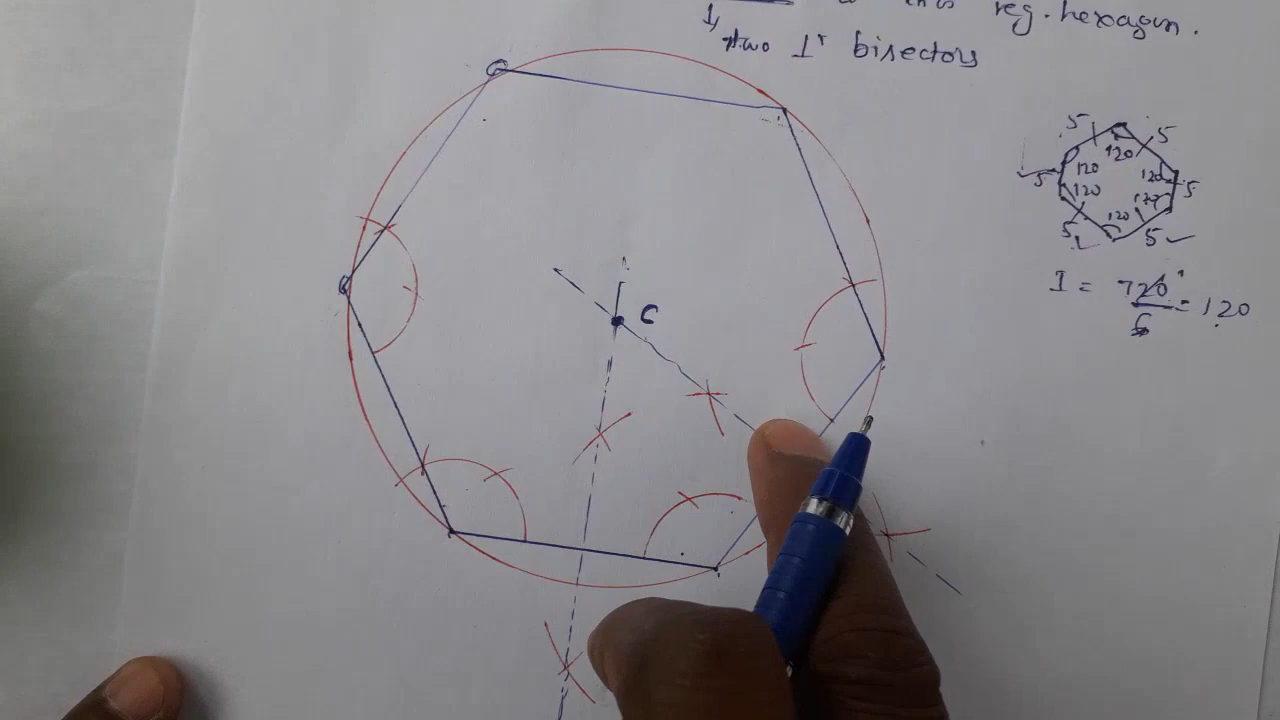 reg. hexagon.
1, two ⊥r bisectors
5 5
120
120 120
5 5
120 120
120
5 5
I = 720° / 6 = 120
C